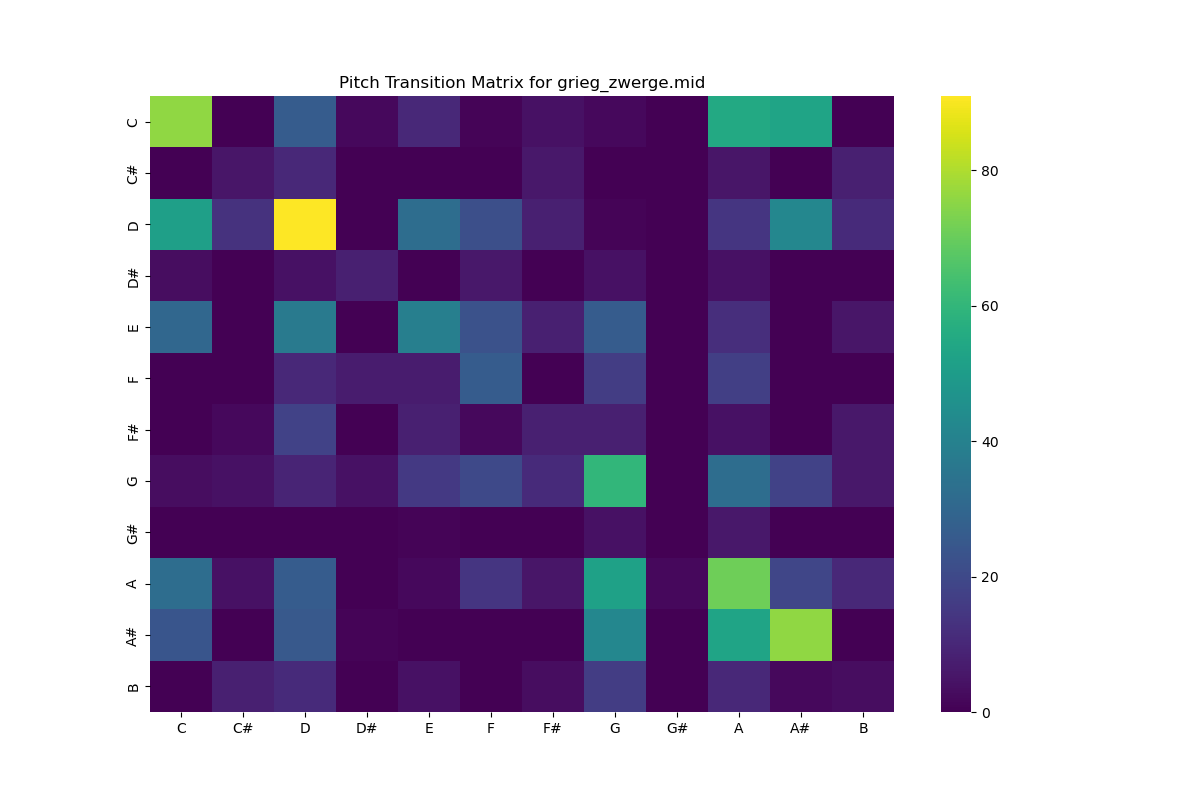 Pitch Transition Matrix for grieg_zwerge.mid
C
C#
D
D#
E
F
F#
G
G#
A
A#
B
C C# D D# E F F# G G# A A# B
80
60
40
20
0